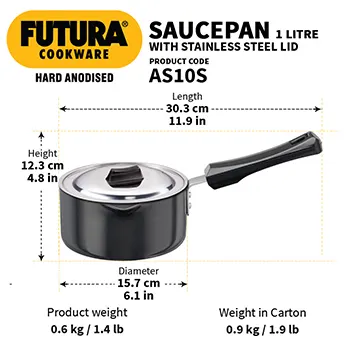 FUTURA®
COOKWARE
HARD ANODISED
SAUCEPAN 1 LITRE
WITH STAINLESS STEEL LID
PRODUCT CODE
AS10S
Length
30.3 cm
11.9 in
Height
12.3 cm
4.8 in
Diameter
15.7 cm
6.1 in
Product weight
0.6 kg / 1.4 lb
Weight in Carton
0.9 kg / 1.9 lb